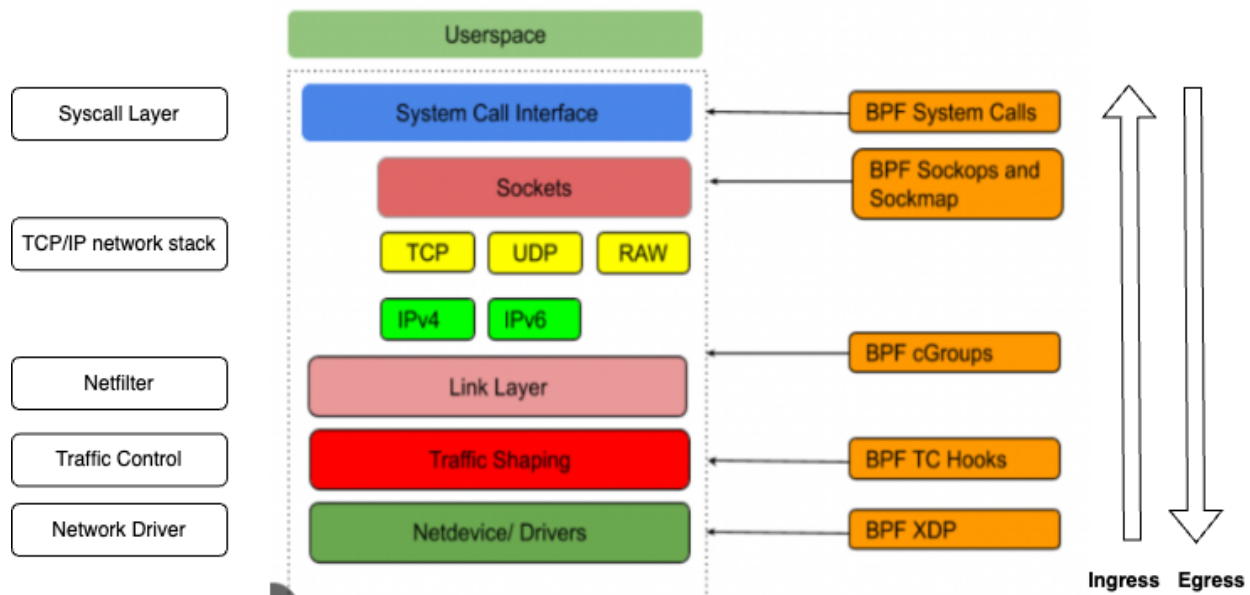 Userspace
Syscall Layer
System Call Interface
BPF System Calls
Sockets
BPF Sockops and
Sockmap
TCP/IP network stack
TCP
UDP
RAW
IPv4
IPv6
BPF cGroups
Netfilter
Link Layer
Traffic Control
Traffic Shaping
BPF TC Hooks
Network Driver
Netdevice/ Drivers
BPF XDP
Ingress
Egress